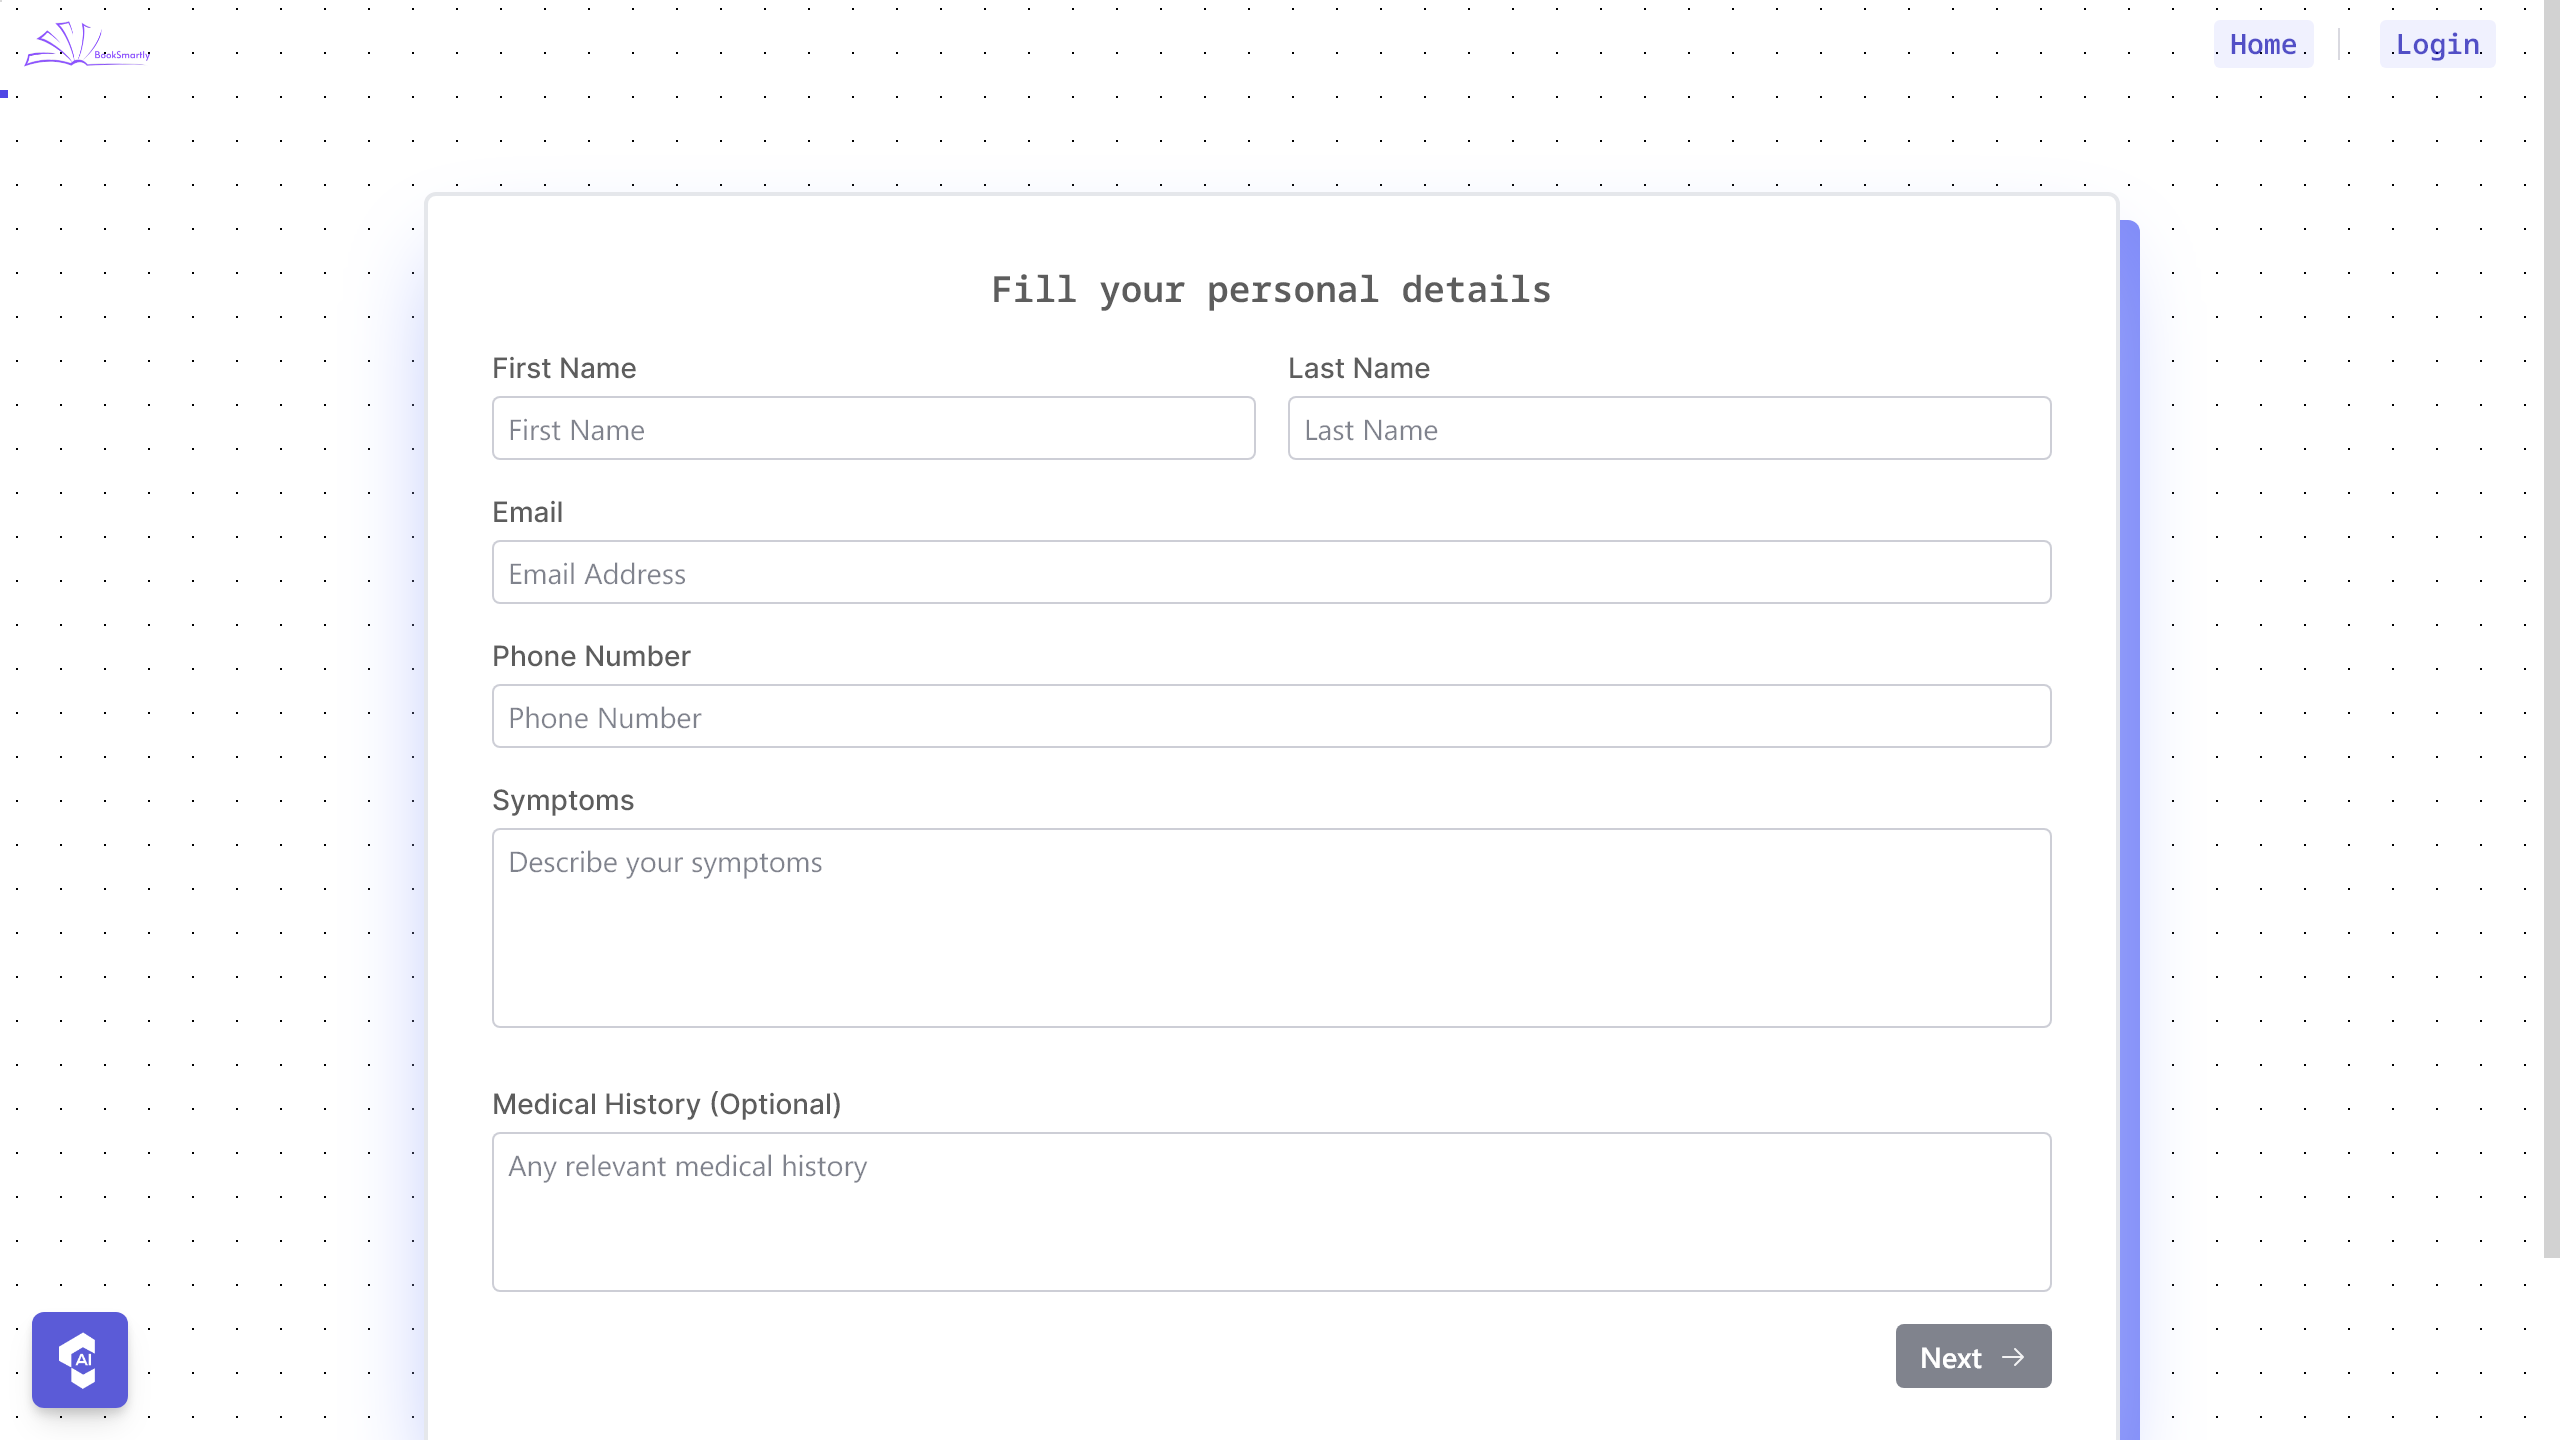 BookSmartly
Home
Login
Fill your personal details
First Name
Last Name
First Name
Last Name
Email
Email Address
Phone Number
Phone Number
Symptoms
Describe your symptoms
Medical History (Optional)
Any relevant medical history
AI
Next